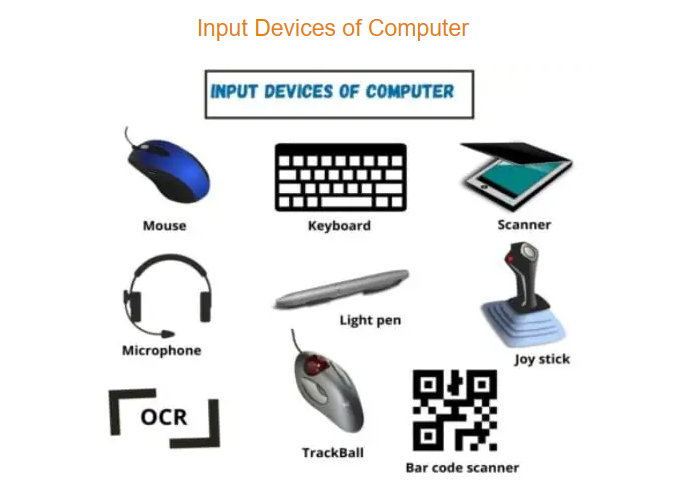 Input Devices of Computer
INPUT DEVICES OF COMPUTER
Mouse
Keyboard
Scanner
Microphone
Light pen
Joy stick
OCR
TrackBall
Bar code scanner